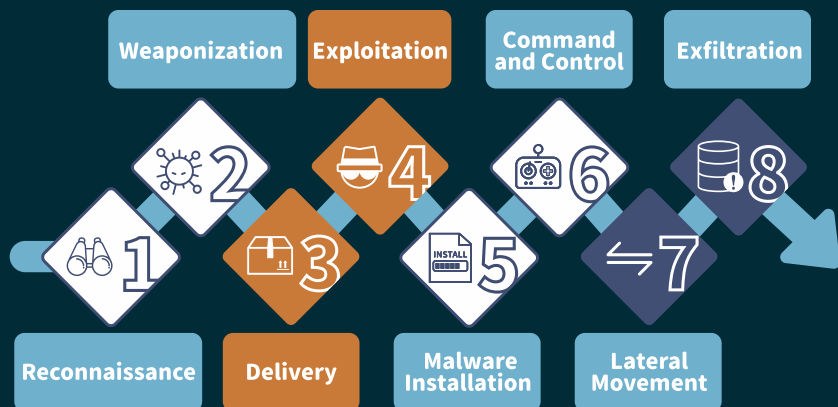 Weaponization
Exploitation
Command
and Control
Exfiltration
2
4
6
8
1
3
INSTALL
5
7
Reconnaissance
Delivery
Malware
Installation
Lateral
Movement